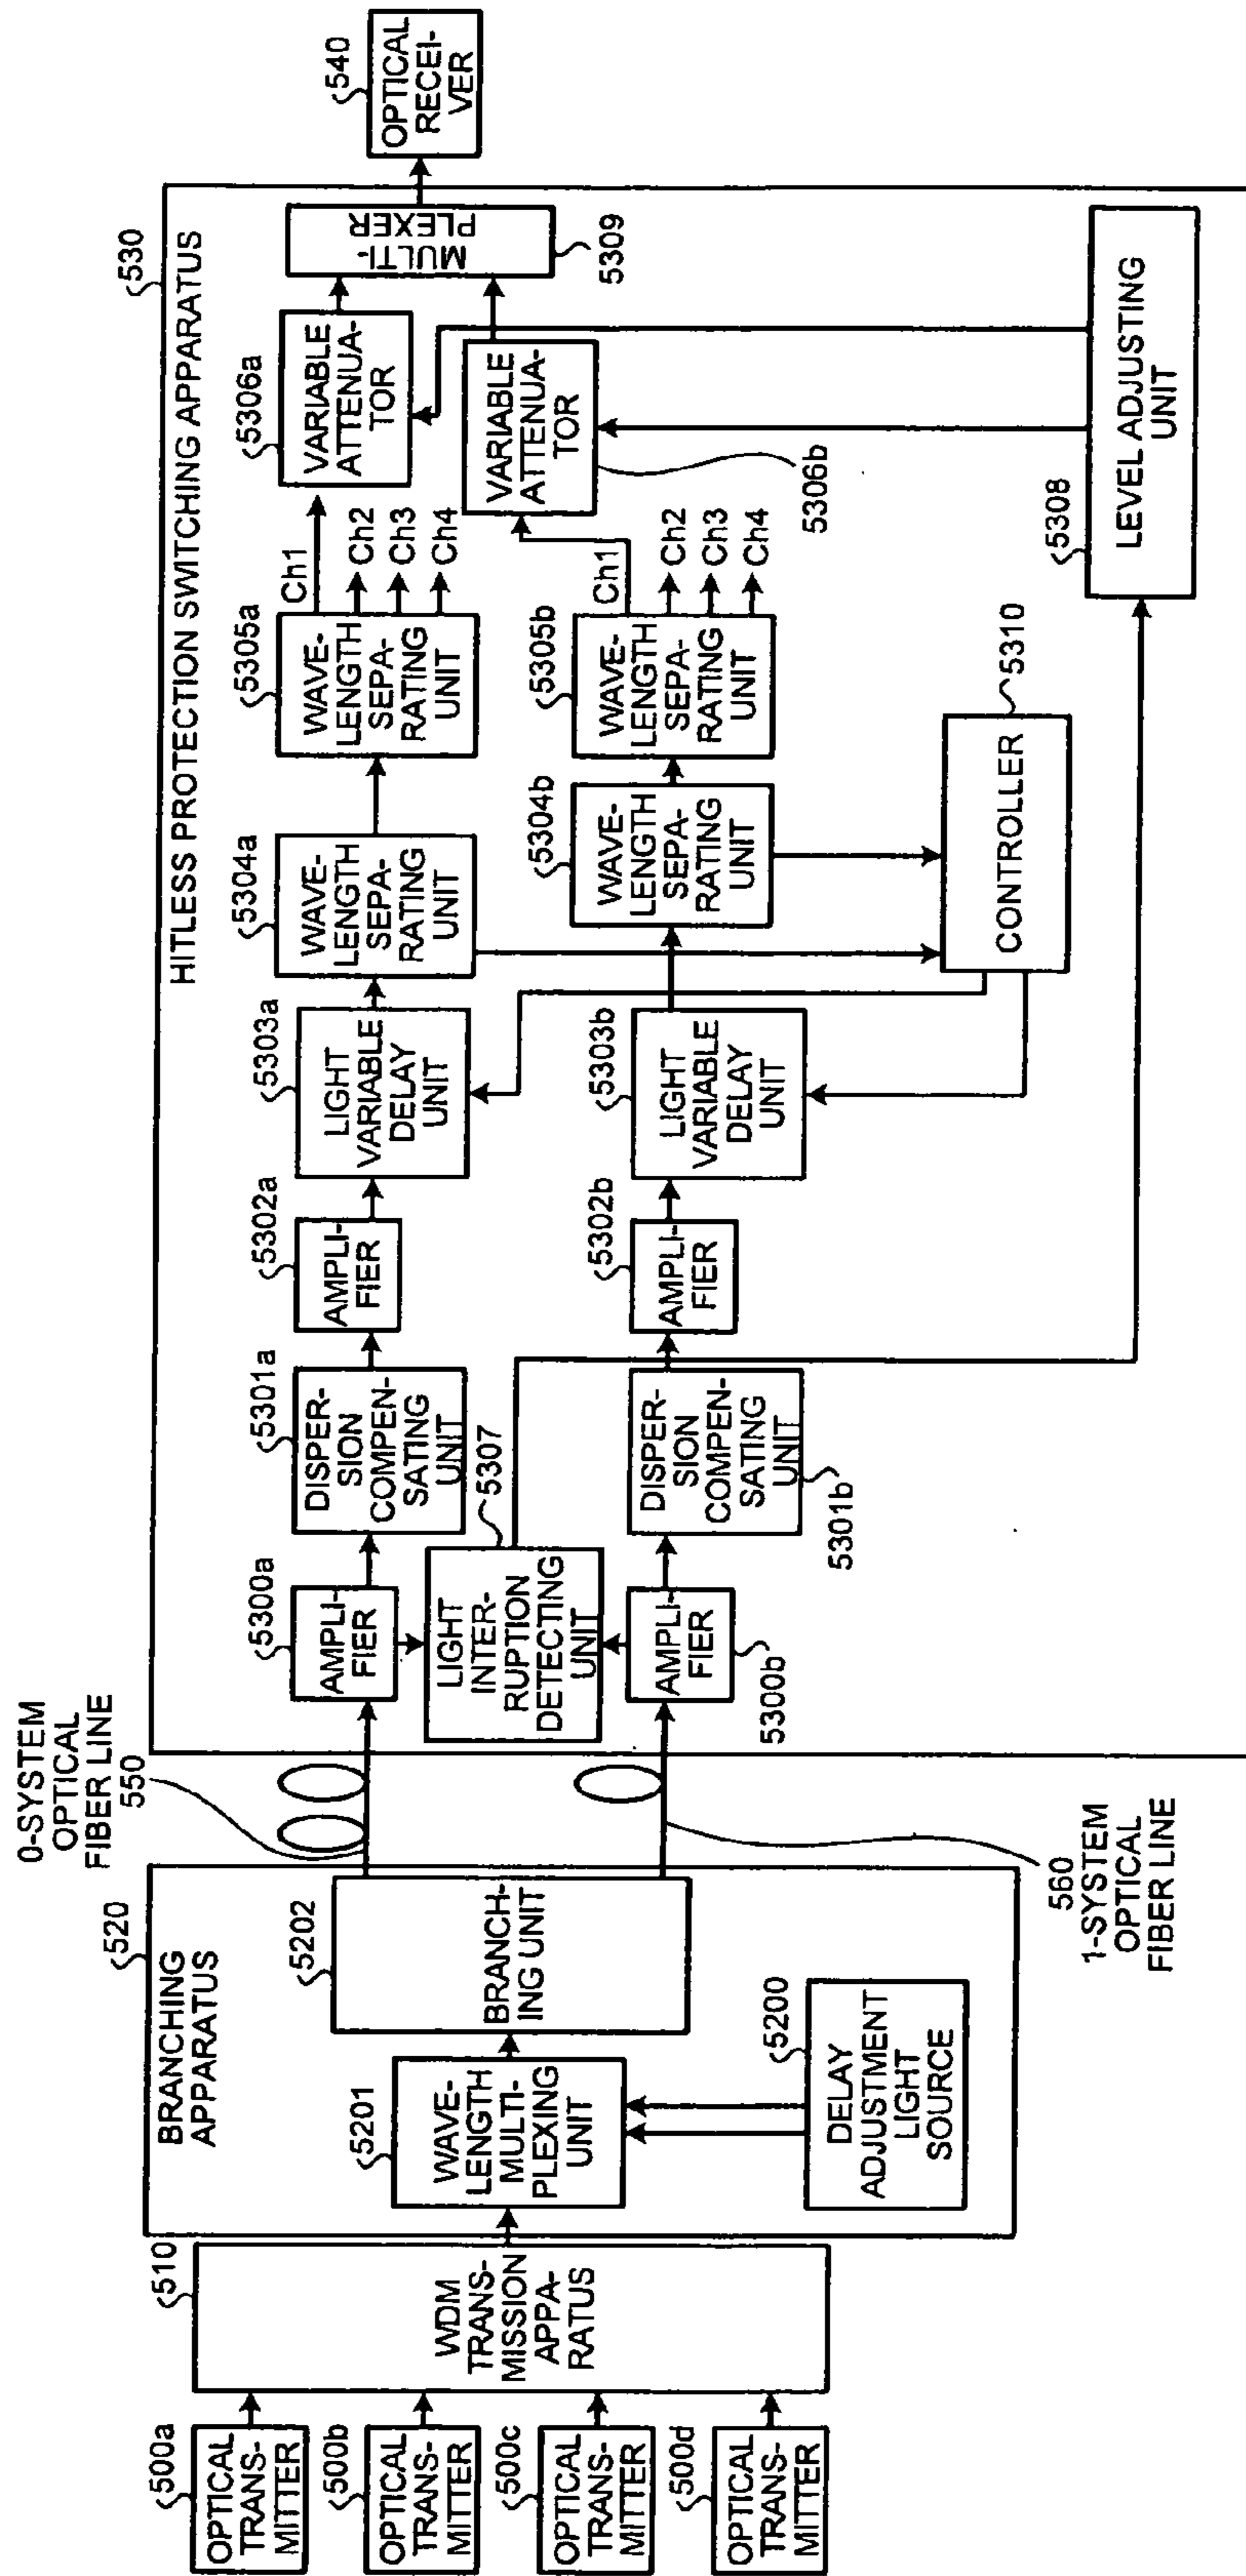 500a
OPTICAL
TRANS-
MITTER
500b
OPTICAL
TRANS-
MITTER
500c
OPTICAL
TRANS-
MITTER
500d
OPTICAL
TRANS-
MITTER
510
WDM
TRANS-
MISSION
APPA-
RATUS
520
BRANCHING
APPARATUS
5201
WAVE-
LENGTH
MULTI-
PLEXING
UNIT
5202
BRANCH-
ING UNIT
5200
DELAY
ADJUSTMENT
LIGHT
SOURCE
0-SYSTEM
OPTICAL
FIBER LINE
550
560
1-SYSTEM
OPTICAL
FIBER LINE
530
HITLESS PROTECTION SWITCHING APPARATUS
5300a
AMPLI-
FIER
5307
LIGHT
INTER-
RUPTION
DETECTING
UNIT
AMPLI-
FIER
5300b
5301a
DISPER-
SION
COMPEN-
SATING
UNIT
DISPER-
SION
COMPEN-
SATING
UNIT
5301b
5302a
AMPLI-
FIER
5302b
AMPLI-
FIER
5303a
LIGHT
VARIABLE
DELAY
UNIT
5303b
LIGHT
VARIABLE
DELAY
UNIT
5304a
WAVE-
LENGTH
SEPA-
RATING
UNIT
5304b
WAVE-
LENGTH
SEPA-
RATING
UNIT
5305a
WAVE-
LENGTH
SEPA-
RATING
UNIT
5305b
WAVE-
LENGTH
SEPA-
RATING
UNIT
5310
CONTROLLER
Ch1
Ch2
Ch3
Ch4
Ch1
Ch2
Ch3
Ch4
5306a
VARIABLE
ATTENUA-
TOR
VARIABLE
ATTENUA-
TOR
5306b
5308
LEVEL ADJUSTING
UNIT
MULTI-
PLEXER
5309
540
OPTICAL
RECEI-
VER